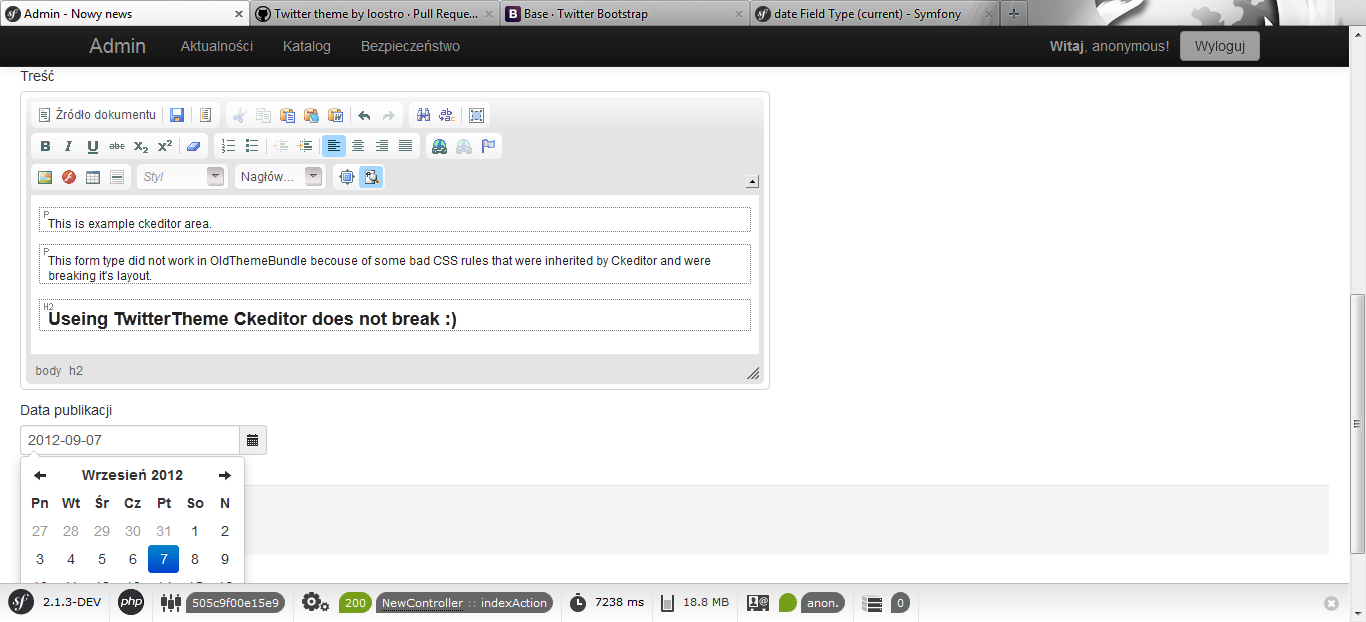 Admin - Nowy news
Twitter theme by loostro · Pull Reque...
Base · Twitter Bootstrap
date Field Type (current) - Symfony
Admin Aktualności Katalog Bezpieczeństwo Witaj, anonymous! Wyloguj
Treść
Źródło dokumentu
B I U abc X2 X2
Styl Nagłów...
P
This is example ckeditor area.
P
This form type did not work in OldThemeBundle becouse of some bad CSS rules that were inherited by Ckeditor and were
breaking it's layout.
H2
Useing TwitterTheme Ckeditor does not break :)
body h2
Data publikacji
2012-09-07
Wrzesień 2012
Pn Wt Śr Cz Pt So N
27 28 29 30 31 1 2
3 4 5 6 7 8 9
sf 2.1.3-DEV php 505c9f00e15e9 200 NewController :: indexAction 7238 ms 18.8 MB anon. 0